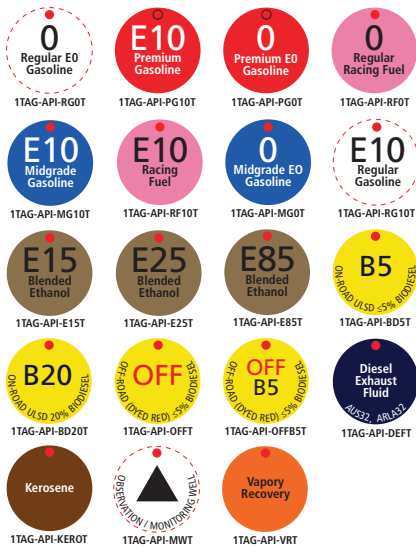 0
Regular E0
Gasoline
1TAG-API-RG0T
E10
Premium
Gasoline
1TAG-API-PG10T
0
Premium E0
Gasoline
1TAG-API-PG0T
0
Regular
Racing Fuel
1TAG-API-RF0T
E10
Midgrade
Gasoline
1TAG-API-MG10T
E10
Racing
Fuel
1TAG-API-RF10T
0
Midgrade EO
Gasoline
1TAG-API-MG0T
E10
Regular
Gasoline
1TAG-API-RG10T
E15
Blended
Ethanol
1TAG-API-E15T
E25
Blended
Ethanol
1TAG-API-E25T
E85
Blended
Ethanol
1TAG-API-E85T
B5
ON-ROAD ULSD ≤5% BIODIESEL
1TAG-API-BD5T
B20
ON-ROAD ULSD 20% BIODIESEL
1TAG-API-BD20T
OFF
OFF-ROAD (DYED RED) ≤5% BIODIESEL
1TAG-API-OFFT
OFF
B5
OFF-ROAD (DYED RED) ≤5% BIODIESEL
1TAG-API-OFFB5T
Diesel
Exhaust
Fluid
AUS32, ARLA32
1TAG-API-DEFT
Kerosene
1TAG-API-KEROT
OBSERVATION / MONITORING WELL
1TAG-API-MWT
Vapory
Recovery
1TAG-API-VRT